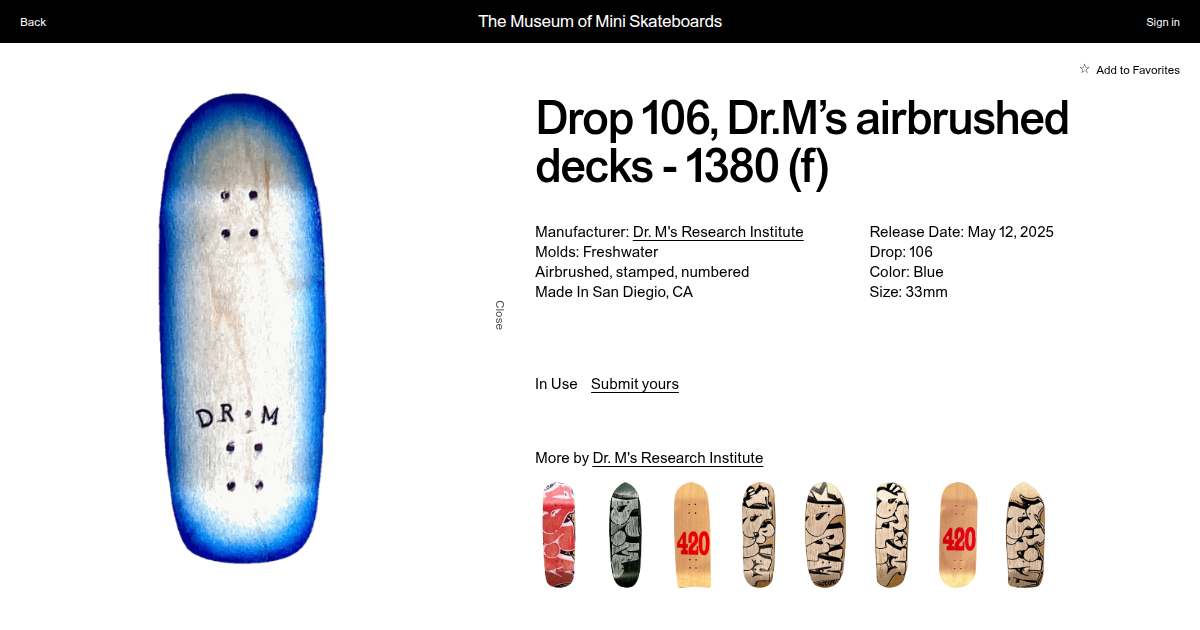 Back
The Museum of Mini Skateboards
Sign in
☆ Add to Favorites
Drop 106, Dr.M’s airbrushed
decks - 1380 (f)
Manufacturer: Dr. M's Research Institute
Molds: Freshwater
Airbrushed, stamped, numbered
Made In San Diegio, CA
Release Date: May 12, 2025
Drop: 106
Color: Blue
Size: 33mm
Close
DR·M
In Use Submit yours
More by Dr. M's Research Institute
420
420